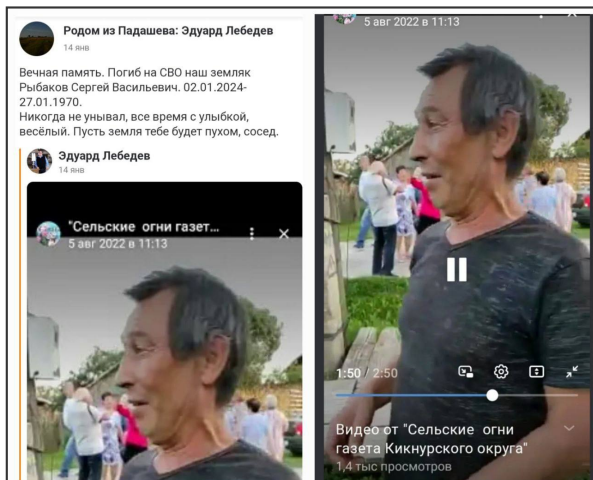 Родом из Падашева: Эдуард Лебедев
14 янв
Вечная память. Погиб на СВО наш земляк
Рыбаков Сергей Васильевич. 02.01.2024-
27.01.1970.
Никогда не унывал, все время с улыбкой,
весёлый. Пусть земля тебе будет пухом, сосед.
Эдуард Лебедев
14 янв
"Сельские огни газет...
5 авг 2022 в 11:13
5 авг 2022 в 11:13
1:50 / 2:50
Видео от "Сельские огни
газета Кикнурского округа"
1,4 тыс просмотров